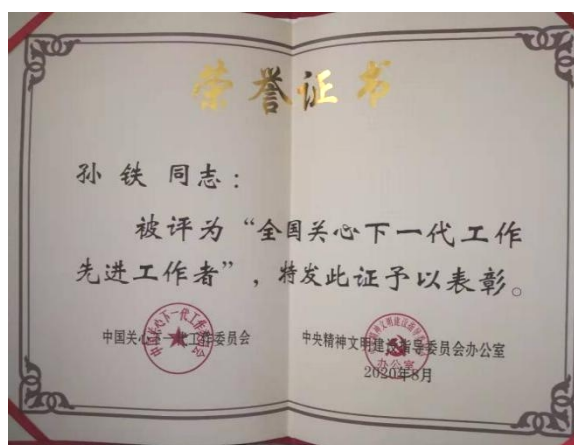 荣誉证书
孙铁 同志：
被评为“全国关心下一代工作
先进工作者”，特发此证予以表彰。
中国关心下一代工作委员会 中央精神文明建设指导委员会办公室
2020年8月